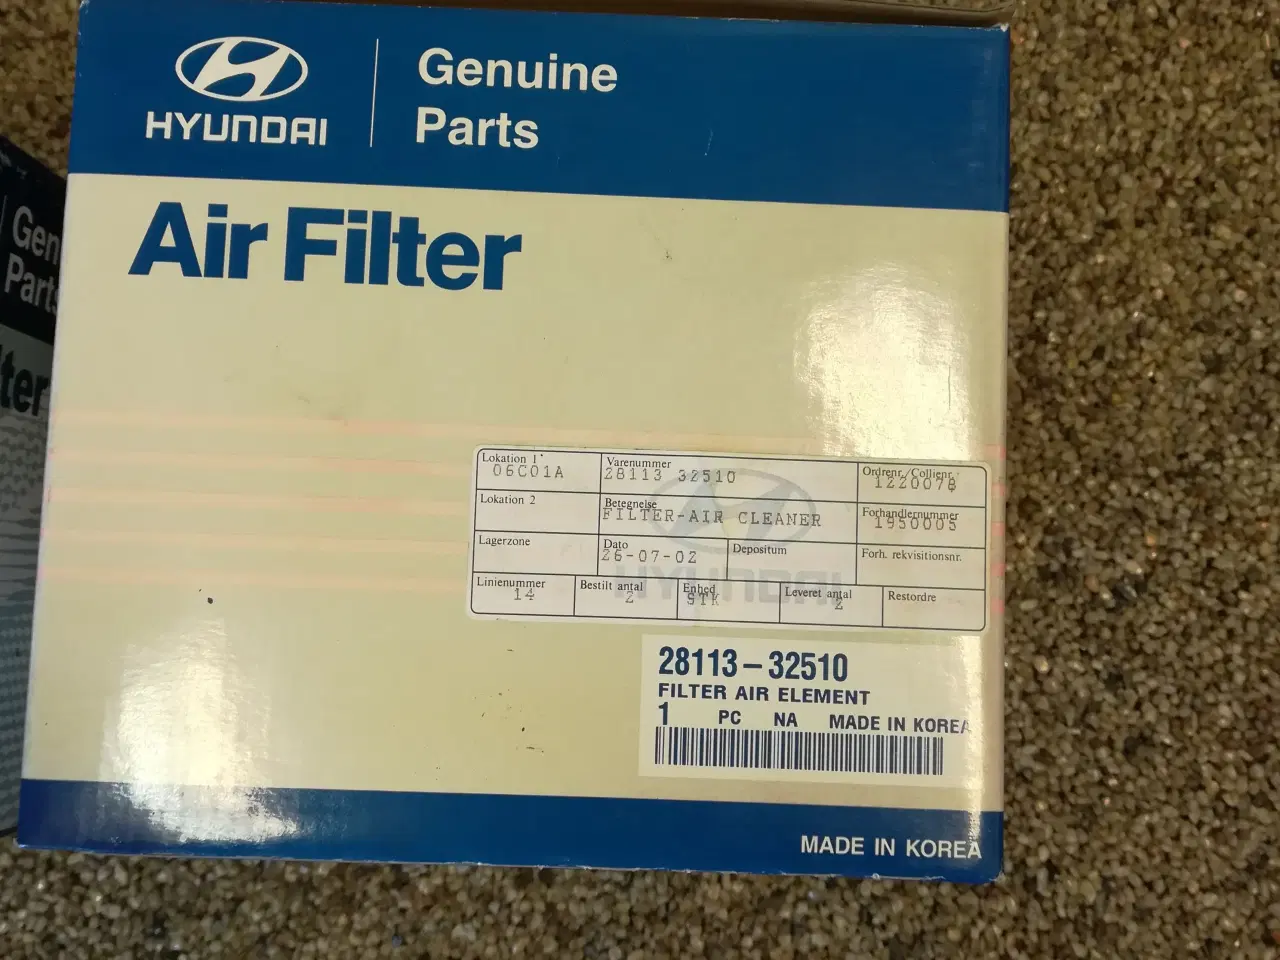 HYUNDAI
Genuine
Parts
Air Filter
Gen
Parts
lter
Lokation 1
06C01A
Varenummer
28113 32510
Ordrenr./Collienr.
1220078
Lokation 2
Betegnelse
FILTER-AIR CLEANER
Forhandlernummer
1950005
Lagerzone
Dato
26-07-02
Depositum
Forh. rekvisitionsnr.
Linienummer
14
Bestilt antal
2
Enhed
STK
Leveret antal
2
Restordre
HYUNDAI
28113-32510
FILTER AIR ELEMENT
1 PC NA MADE IN KOREA
MADE IN KOREA